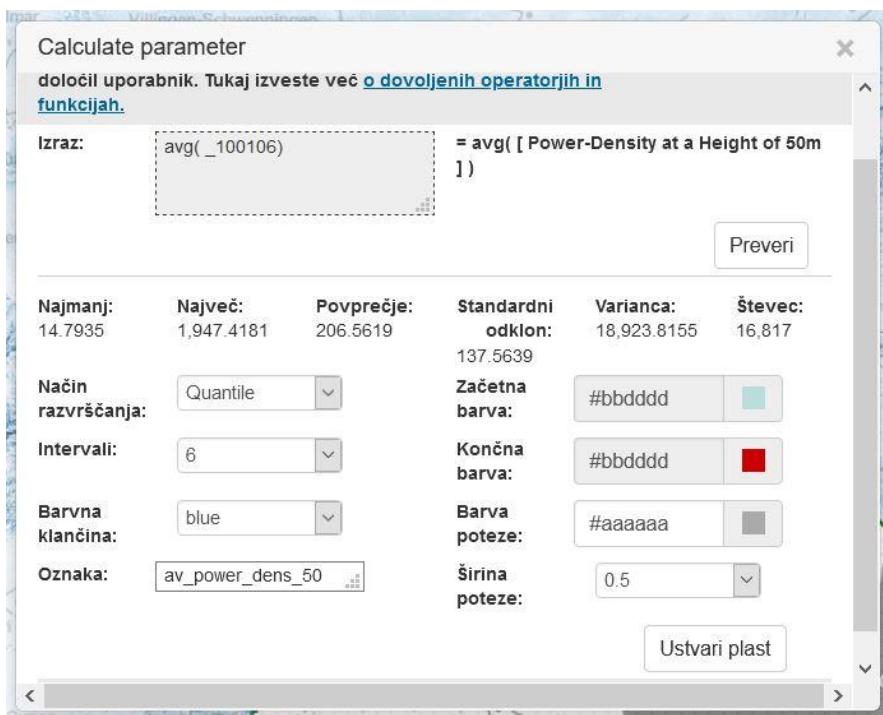 Villingen-Schwenningen
Calculate parameter
določil uporabnik. Tukaj izveste več o dovoljenih operatorjih in
funkcijah.
Izraz:
avg( _100106)
= avg( [ Power-Density at a Height of 50m
] )
Preveri
Najmanj:
14.7935
Največ:
1,947.4181
Povprečje:
206.5619
Standardni
odklon:
137.5639
Varianca:
18,923.8155
Števec:
16,817
Način
razvrščanja:
Quantile
Začetna
barva:
#bbdddd
Intervali:
6
Končna
barva:
#bbdddd
Barvna
klančina:
blue
Barva
poteze:
#aaaaaa
Oznaka:
av_power_dens_50
Širina
poteze:
0.5
Ustvari plast